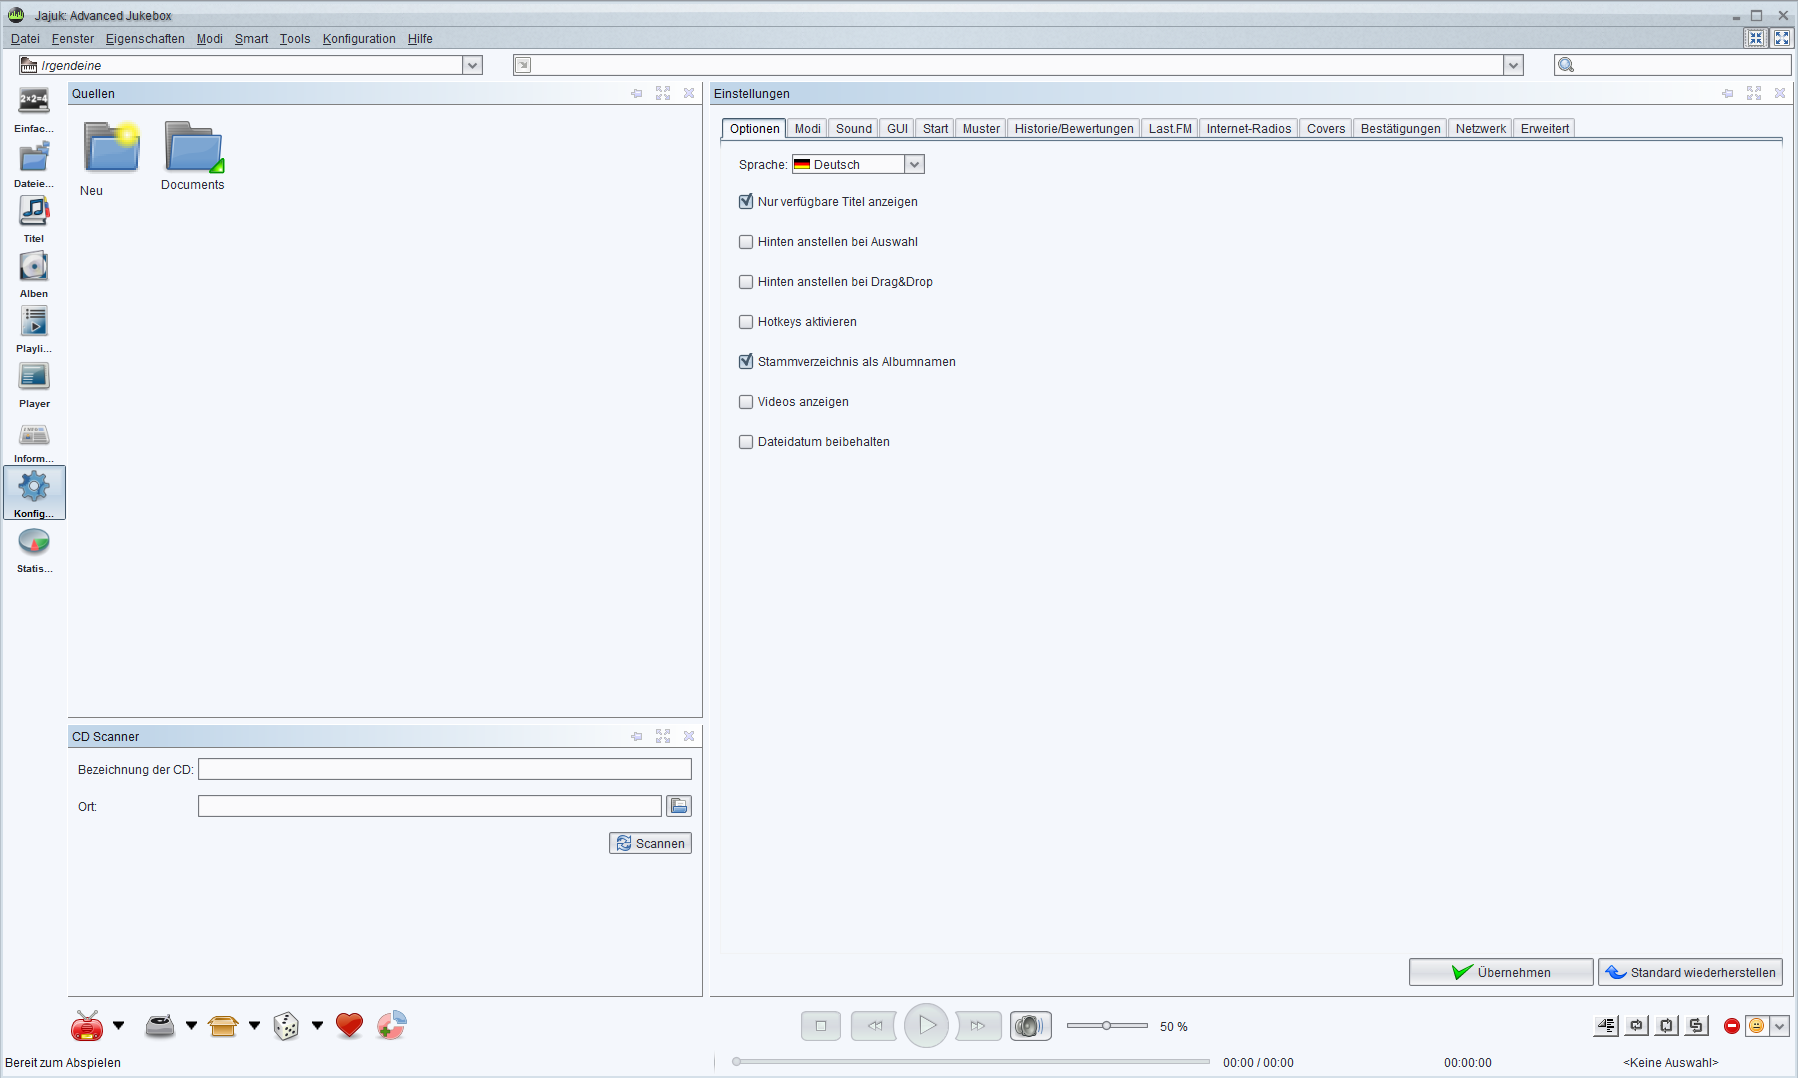 Jajuk: Advanced Jukebox
Datei Fenster Eigenschaften Modi Smart Tools Konfiguration Hilfe
Irgendeine
Einfac...
Dateie...
Titel
Alben
Playli...
Player
Inform...
Konfig...
Statis...
Quellen
Neu
Documents
CD Scanner
Bezeichnung der CD:
Ort:
Scannen
Einstellungen
Optionen Modi Sound GUI Start Muster Historie/Bewertungen Last.FM Internet-Radios Covers Bestätigungen Netzwerk Erweitert
Sprache: Deutsch
Nur verfügbare Titel anzeigen
Hinten anstellen bei Auswahl
Hinten anstellen bei Drag&Drop
Hotkeys aktivieren
Stammverzeichnis als Albumnamen
Videos anzeigen
Dateidatum beibehalten
Übernehmen Standard wiederherstellen
50 %
Bereit zum Abspielen
00:00 / 00:00
00:00:00
<Keine Auswahl>